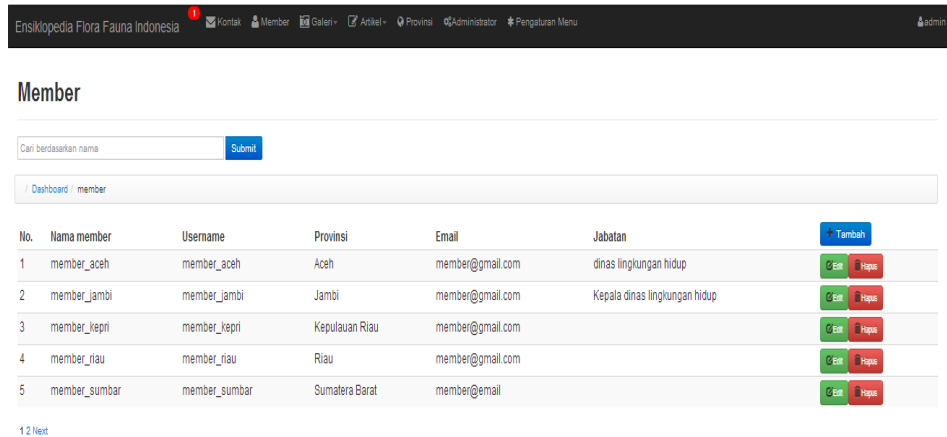 Ensiklopedia Flora Fauna Indonesia 1 Kontak Member Galeri Artikel Provinsi Administrator Pengaturan Menu admin
Member
Cari berdasarkan nama Submit
/ Dashboard / member
No. Nama member Username Provinsi Email Jabatan + Tambah
1 member_aceh member_aceh Aceh member@gmail.com dinas lingkungan hidup Edit Hapus
2 member_jambi member_jambi Jambi member@gmail.com Kepala dinas lingkungan hidup Edit Hapus
3 member_kepri member_kepri Kepulauan Riau member@gmail.com Edit Hapus
4 member_riau member_riau Riau member@gmail.com Edit Hapus
5 member_sumbar member_sumbar Sumatera Barat member@email Edit Hapus
1 2 Next